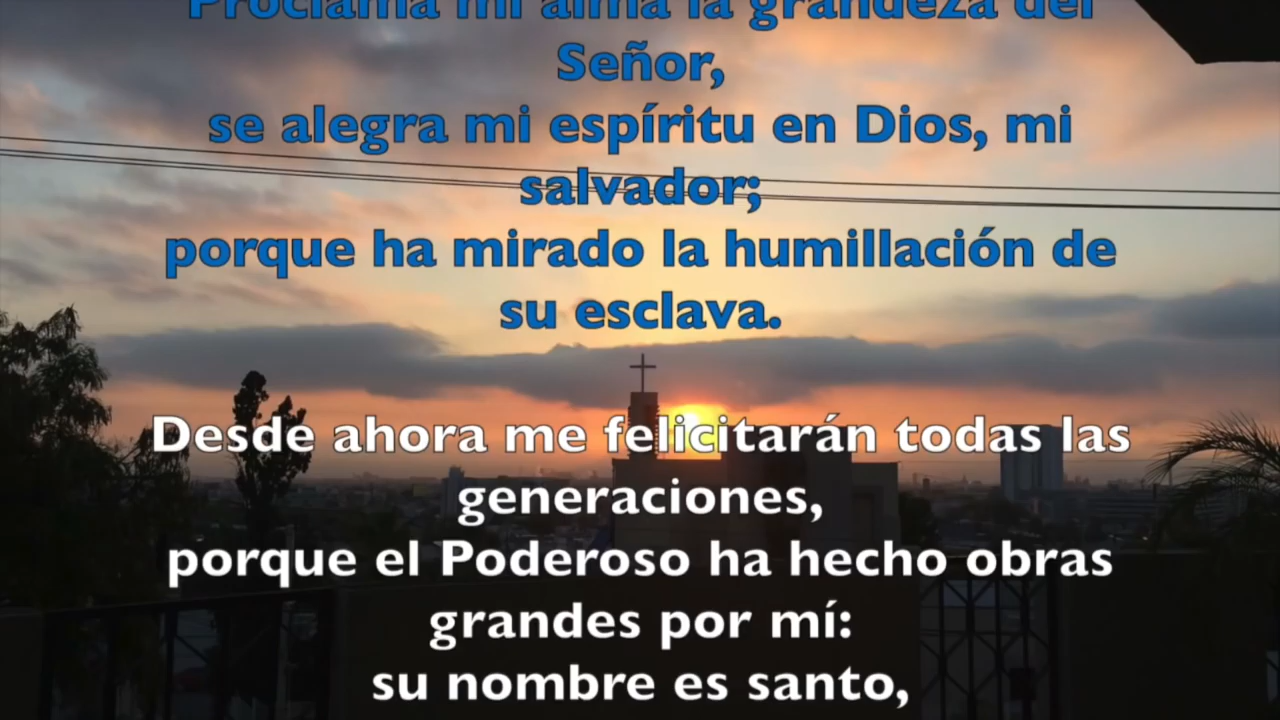 Proclama mi alma la grandeza del
Señor,
se alegra mi espíritu en Dios, mi
salvador;
porque ha mirado la humillación de
su esclava.
Desde ahora me felicitarán todas las
generaciones,
porque el Poderoso ha hecho obras
grandes por mí:
su nombre es santo,